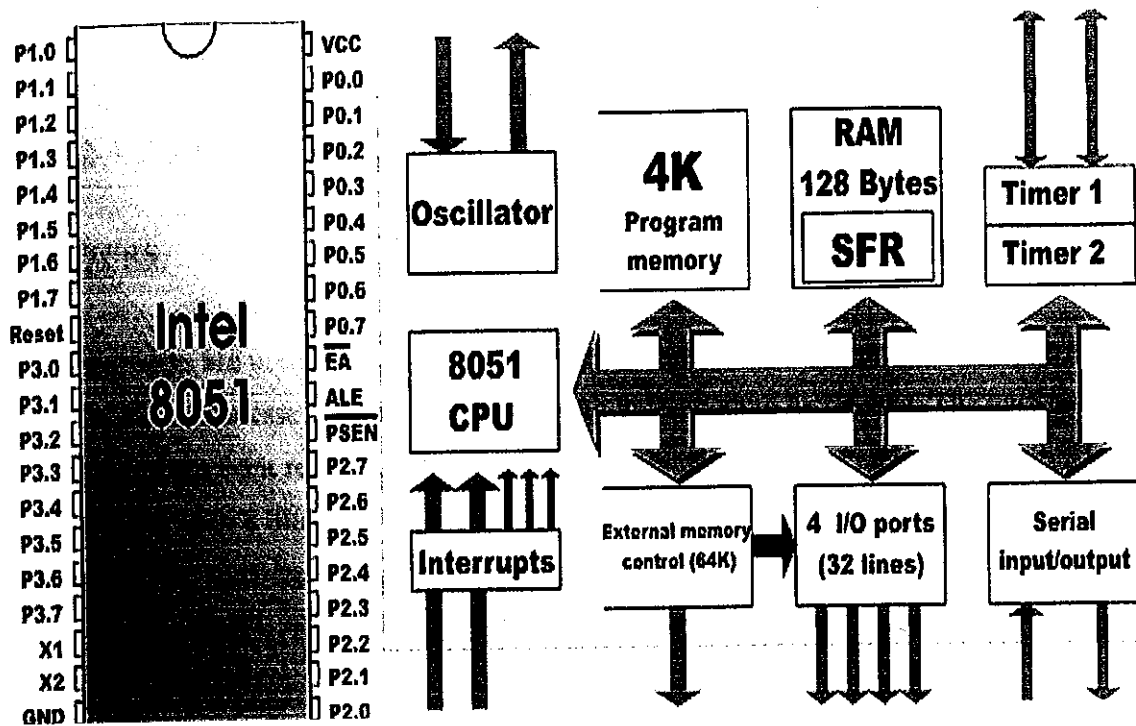 P1.0
P1.1
P1.2
P1.3
P1.4
P1.5
P1.6
P1.7
Reset
P3.0
P3.1
P3.2
P3.3
P3.4
P3.5
P3.6
P3.7
X1
X2
GND
Intel
8051
VCC
P0.0
P0.1
P0.2
P0.3
P0.4
P0.5
P0.6
P0.7
EA
ALE
PSEN
P2.7
P2.6
P2.5
P2.4
P2.3
P2.2
P2.1
P2.0
Oscillator
4K
Program
memory
RAM
128 Bytes
SFR
Timer 1
Timer 2
8051
CPU
Interrupts
External memory
control (64K)
4 I/O ports
(32 lines)
Serial
input/output